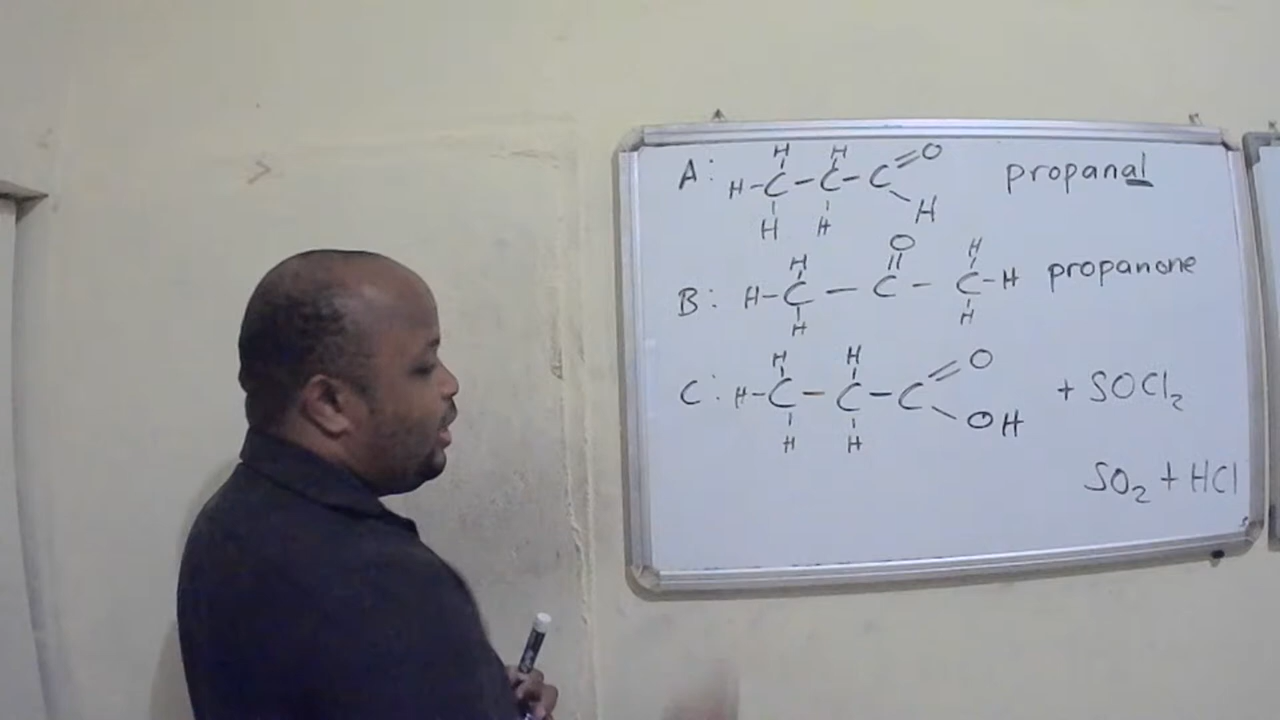 A: H-C-C-C=O H H H H H propanal
B: H-C-C-C-H O H H H H propanone
C: H-C-C-C=O OH H H H H + SOCl₂
SO₂ + HCl